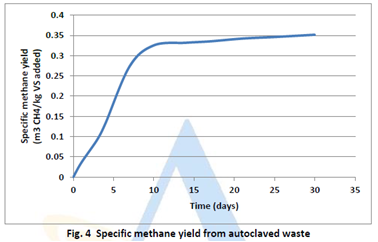 Specific methane yield
(m3 CH4/kg VS added)
0.4
0.35
0.3
0.25
0.2
0.15
0.1
0.05
0
0 5 10 15 20 25 30 35
Time (days)
Fig. 4 Specific methane yield from autoclaved waste